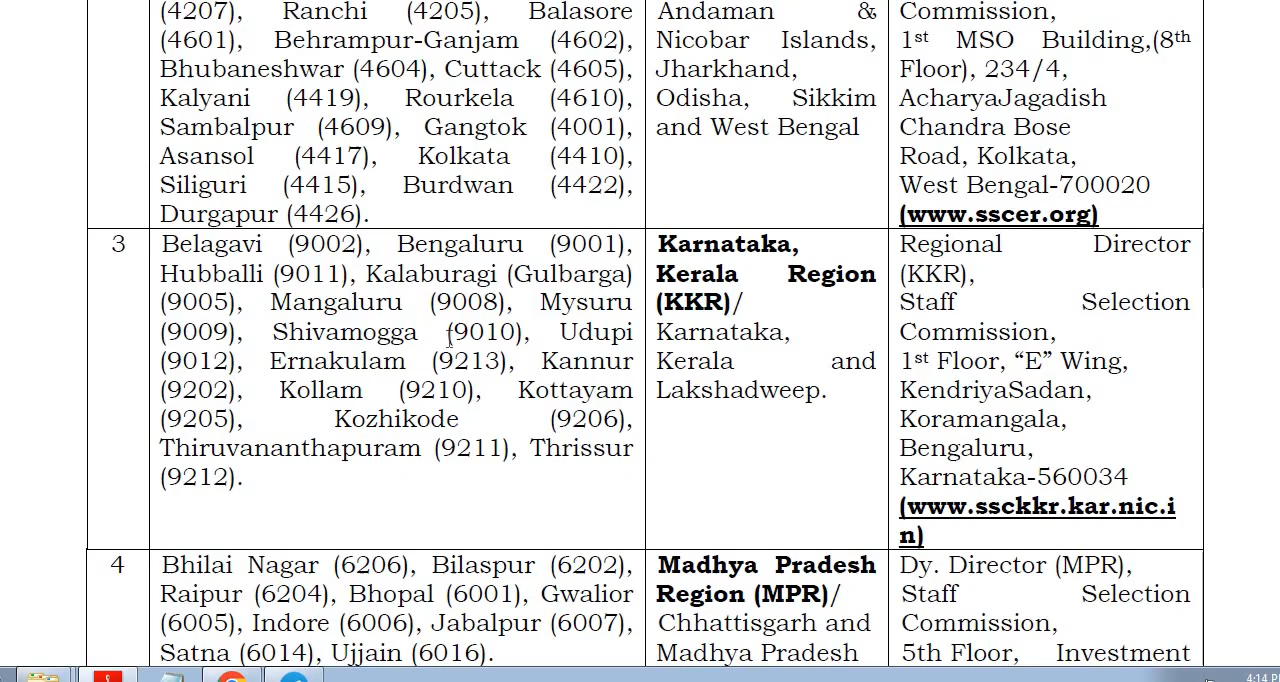 (4207), Ranchi (4205), Balasore
(4601), Behrampur-Ganjam (4602),
Bhubaneshwar (4604), Cuttack (4605),
Kalyani (4419), Rourkela (4610),
Sambalpur (4609), Gangtok (4001),
Asansol (4417), Kolkata (4410),
Siliguri (4415), Burdwan (4422),
Durgapur (4426).
Andaman &
Nicobar Islands,
Jharkhand,
Odisha, Sikkim
and West Bengal
Commission,
1st MSO Building,(8th
Floor), 234/4,
AcharyaJagadish
Chandra Bose
Road, Kolkata,
West Bengal-700020
(www.sscer.org)
3
Belagavi (9002), Bengaluru (9001),
Hubballi (9011), Kalaburagi (Gulbarga)
(9005), Mangaluru (9008), Mysuru
(9009), Shivamogga (9010), Udupi
(9012), Ernakulam (9213), Kannur
(9202), Kollam (9210), Kottayam
(9205), Kozhikode (9206),
Thiruvananthapuram (9211), Thrissur
(9212).
Karnataka,
Kerala Region
(KKR)/
Karnataka,
Kerala and
Lakshadweep.
Regional Director
(KKR),
Staff Selection
Commission,
1st Floor, “E” Wing,
KendriyaSadan,
Koramangala,
Bengaluru,
Karnataka-560034
(www.ssckkr.kar.nic.i
n)
4
Bhilai Nagar (6206), Bilaspur (6202),
Raipur (6204), Bhopal (6001), Gwalior
(6005), Indore (6006), Jabalpur (6007),
Satna (6014), Ujjain (6016).
Madhya Pradesh
Region (MPR)/
Chhattisgarh and
Madhya Pradesh
Dy. Director (MPR),
Staff Selection
Commission,
5th Floor, Investment
4:14 P